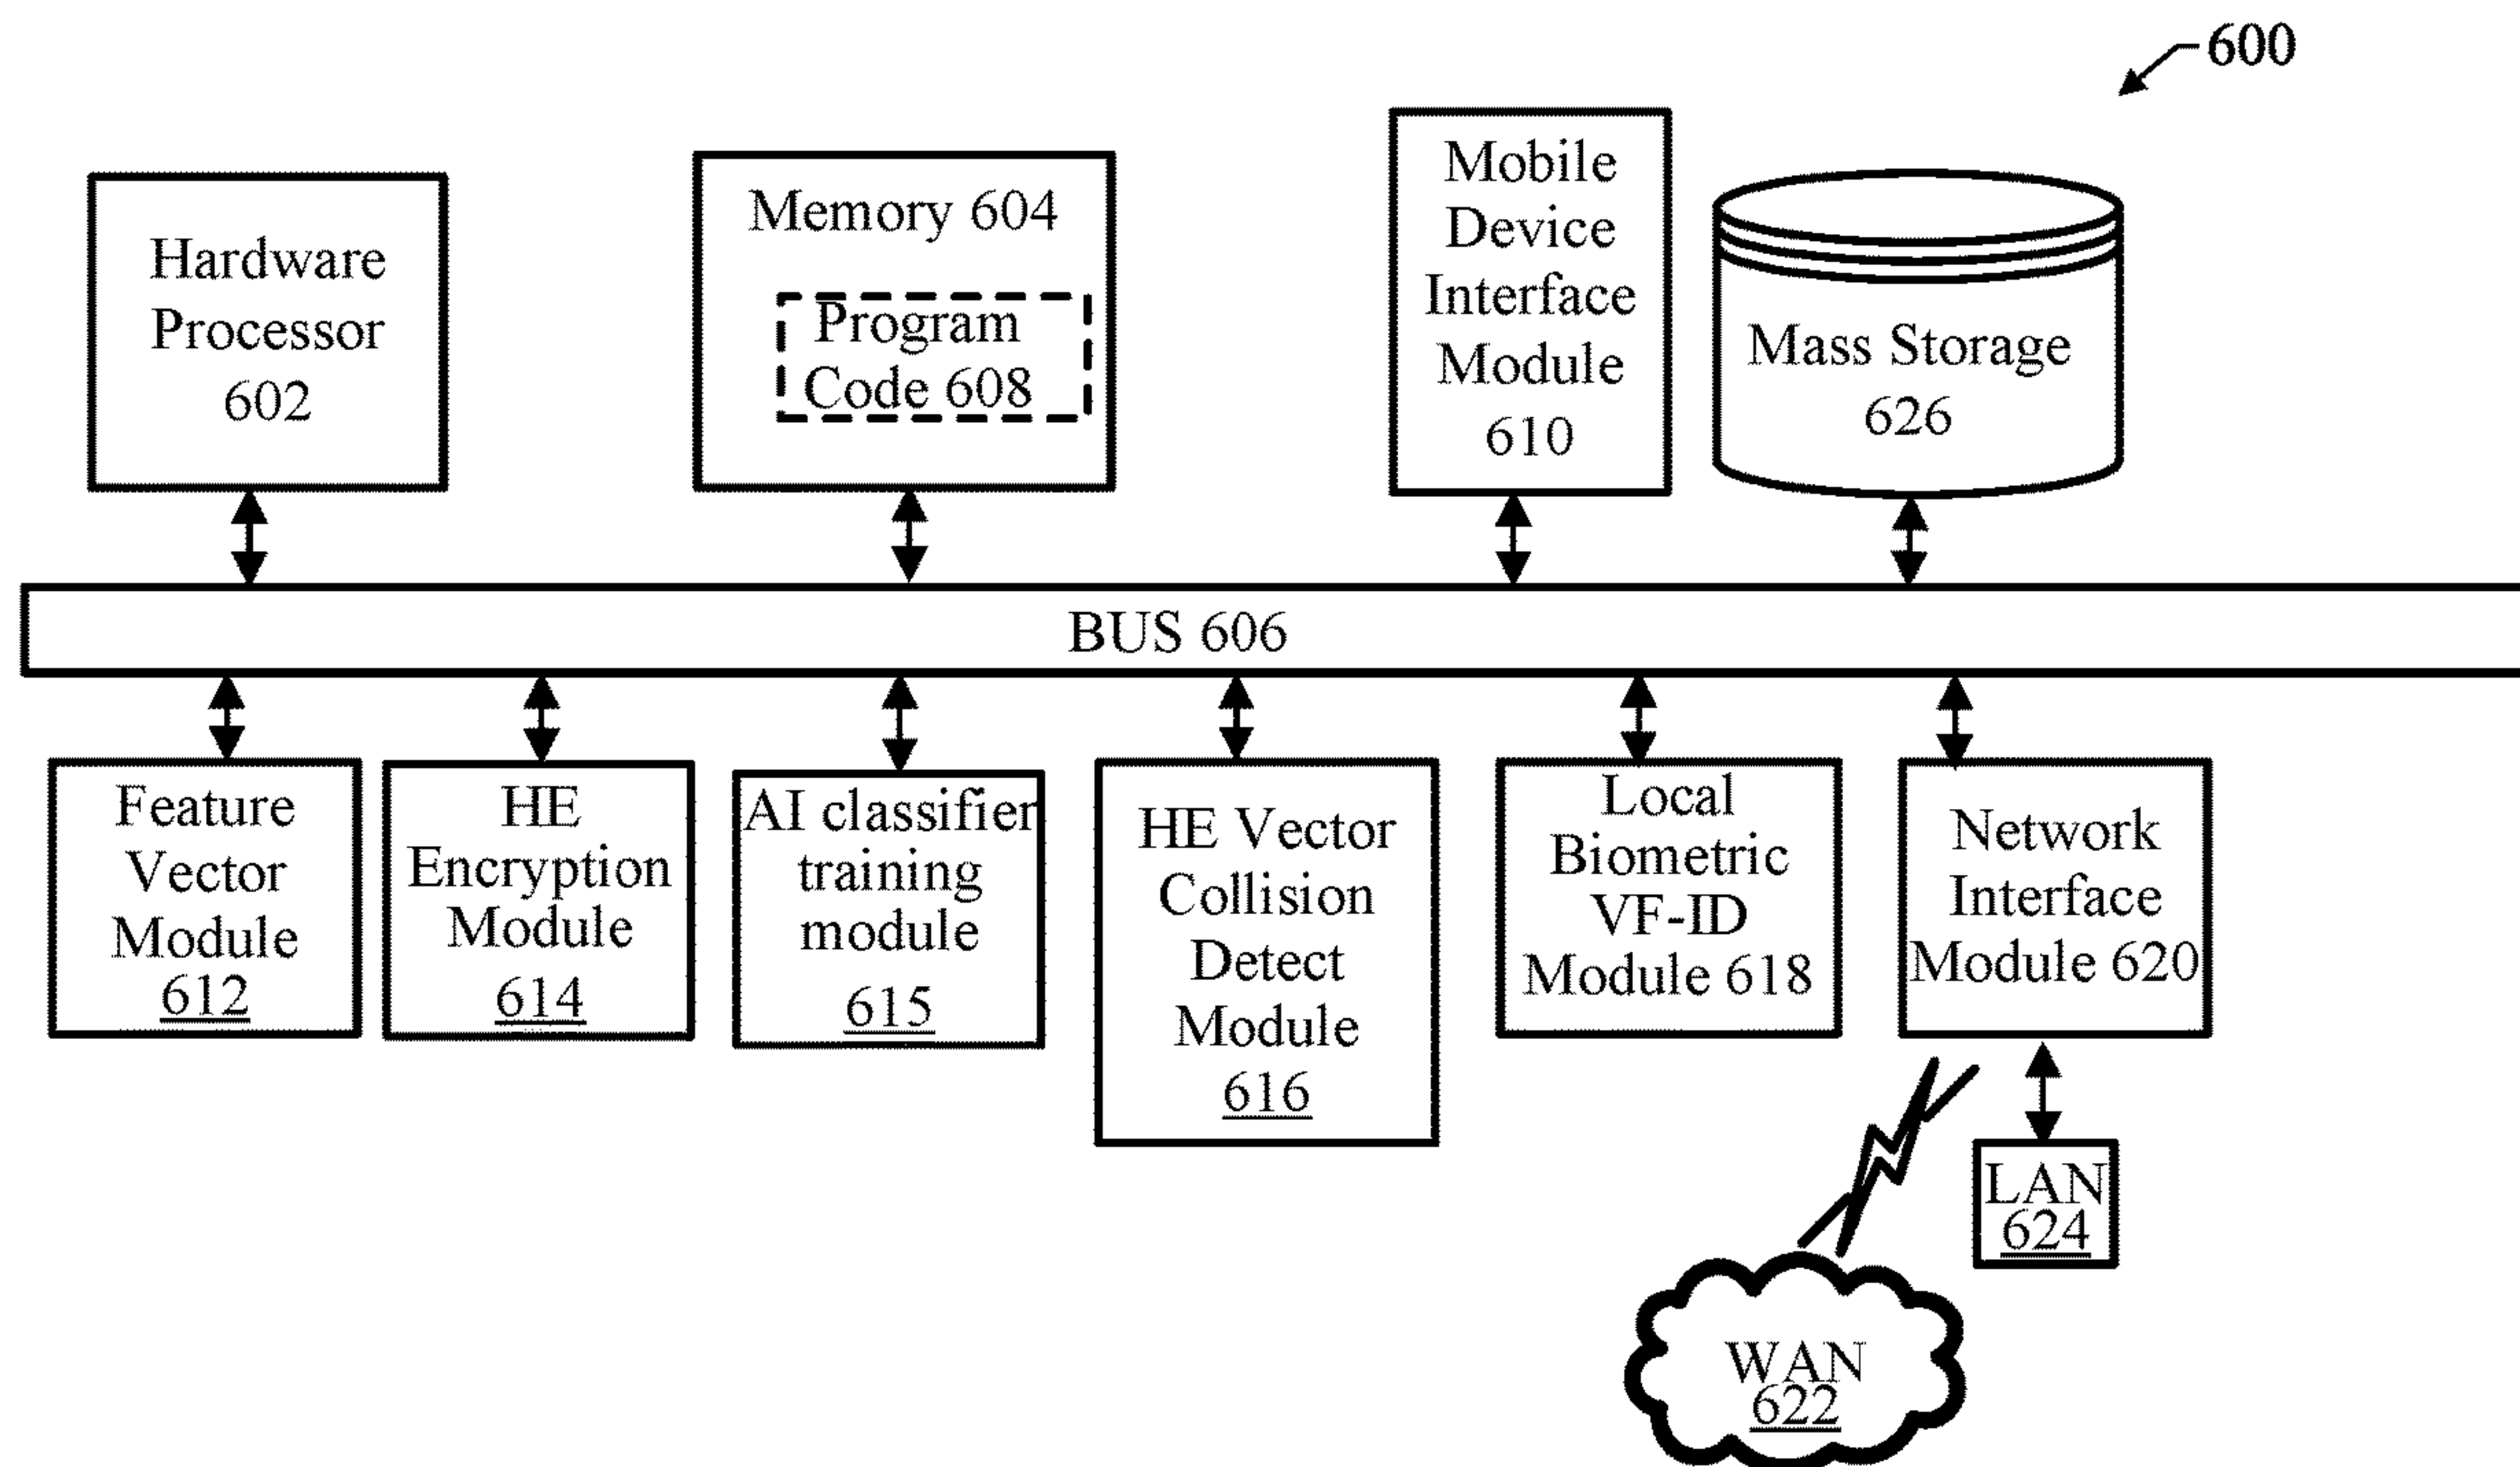 600
Hardware
Processor
602
Memory 604
Program
Code 608
Mobile
Device
Interface
Module
610
Mass Storage
626
BUS 606
Feature
Vector
Module
612
HE
Encryption
Module
614
AI classifier
training
module
615
HE Vector
Collision
Detect
Module
616
Local
Biometric
VF-ID
Module 618
Network
Interface
Module 620
LAN
624
WAN
622